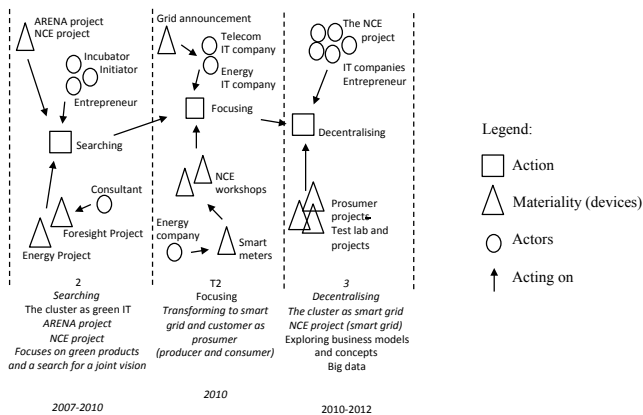 ARENA project
NCE project
Incubator
Initiator
Entrepreneur
Searching
Consultant
Foresight Project
Energy Project
2
Searching
The cluster as green IT
ARENA project
NCE project
Focuses on green products
and a search for a joint vision
2007-2010
Grid announcement
Telecom
IT company
Energy
IT company
Focusing
NCE
workshops
Energy
company
Smart
meters
T2
Focusing
Transforming to smart
grid and customer as
prosumer
(producer and consumer)
2010
The NCE
project
IT companies
Entrepreneur
Decentralising
Prosumer
projects
Test lab and
projects
3
Decentralising
The cluster as smart grid
NCE project (smart grid)
Exploring business models
and concepts
Big data
2010-2012
Legend:
Action
Materiality (devices)
Actors
Acting on